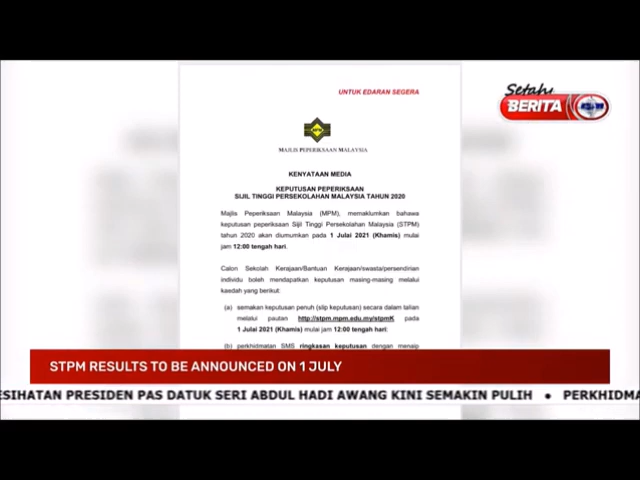 UNTUK EDARAN SEGERA
Setahun
BERITA
MPM
MAJLIS PEPERIKSAAN MALAYSIA
KENYATAAN MEDIA
KEPUTUSAN PEPERIKSAAN
SIJIL TINGGI PERSEKOLAHAN MALAYSIA TAHUN 2020
Majlis Peperiksaan Malaysia (MPM), memaklumkan bahawa
keputusan peperiksaan Sijil Tinggi Persekolahan Malaysia (STPM)
tahun 2020 akan diumumkan pada 1 Julai 2021 (Khamis) mulai
jam 12:00 tengah hari.
Calon Sekolah Kerajaan/Bantuan Kerajaan/swasta/persendirian
individu boleh mendapatkan keputusan masing-masing melalui
kaedah yang berikut:
(a) semakan keputusan penuh (slip keputusan) secara dalam talian
melalui pautan http://stpm.mpm.edu.my/stpmK pada
1 Julai 2021 (Khamis) mulai jam 12:00 tengah hari;
(b) perkhidmatan SMS ringkasan keputusan dengan menaip
STPM RESULTS TO BE ANNOUNCED ON 1 JULY
ESIHATAN PRESIDEN PAS DATUK SERI ABDUL HADI AWANG KINI SEMAKIN PULIH • PERKHIDMA